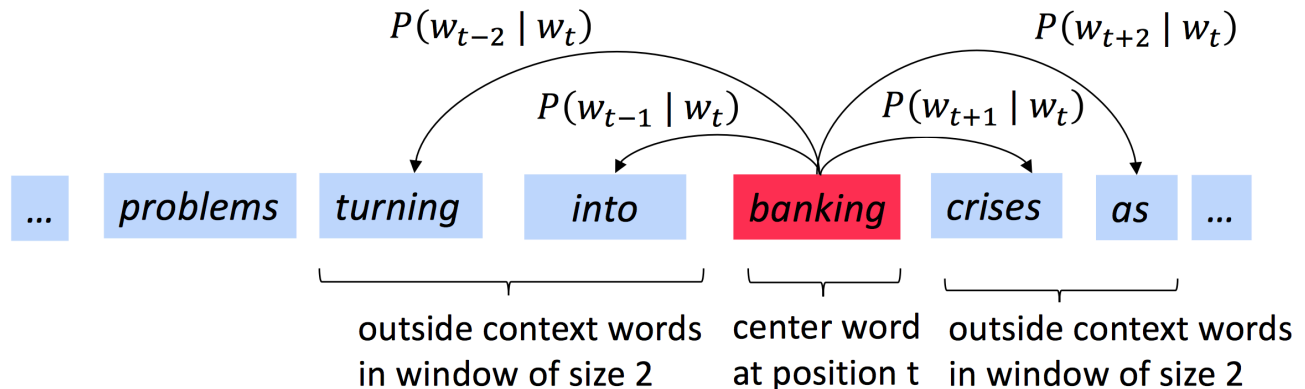 P(w_{t−2} | w_t)
P(w_{t+2} | w_t)
P(w_{t−1} | w_t)
P(w_{t+1} | w_t)
... problems turning into banking crises as ...
outside context words
in window of size 2
center word
at position t
outside context words
in window of size 2